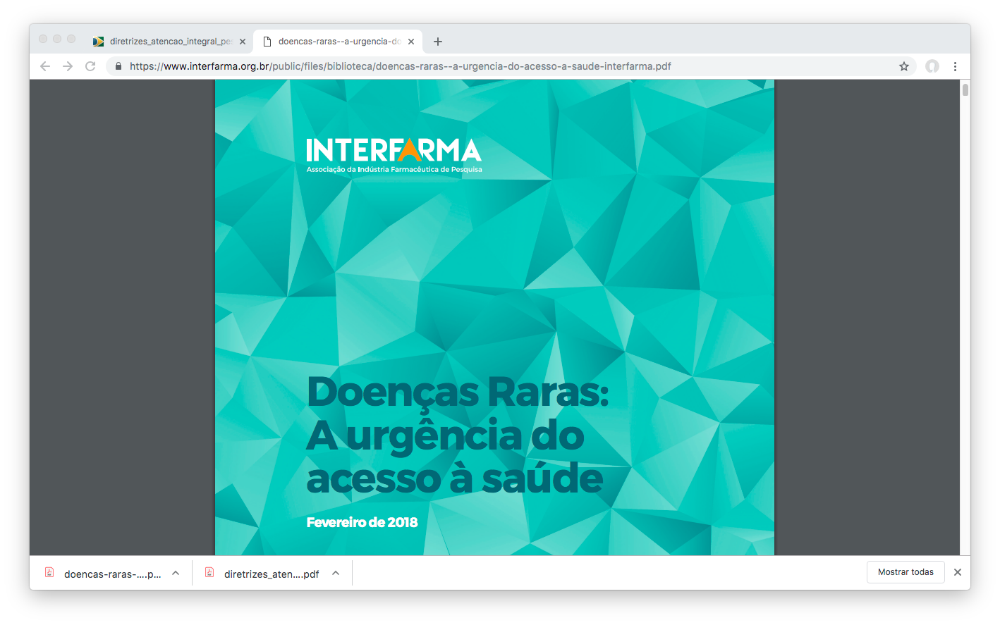 diretrizes_atencao_integral_pes
doencas-raras--a-urgencia-do
https://www.interfarma.org.br/public/files/biblioteca/doencas-raras--a-urgencia-do-acesso-a-saude-interfarma.pdf
INTERFARMA
Associação da Indústria Farmacêutica de Pesquisa
Doenças Raras:
A urgência do
acesso à saúde
Fevereiro de 2018
doencas-raras-....p...
diretrizes_aten....pdf
Mostrar todas